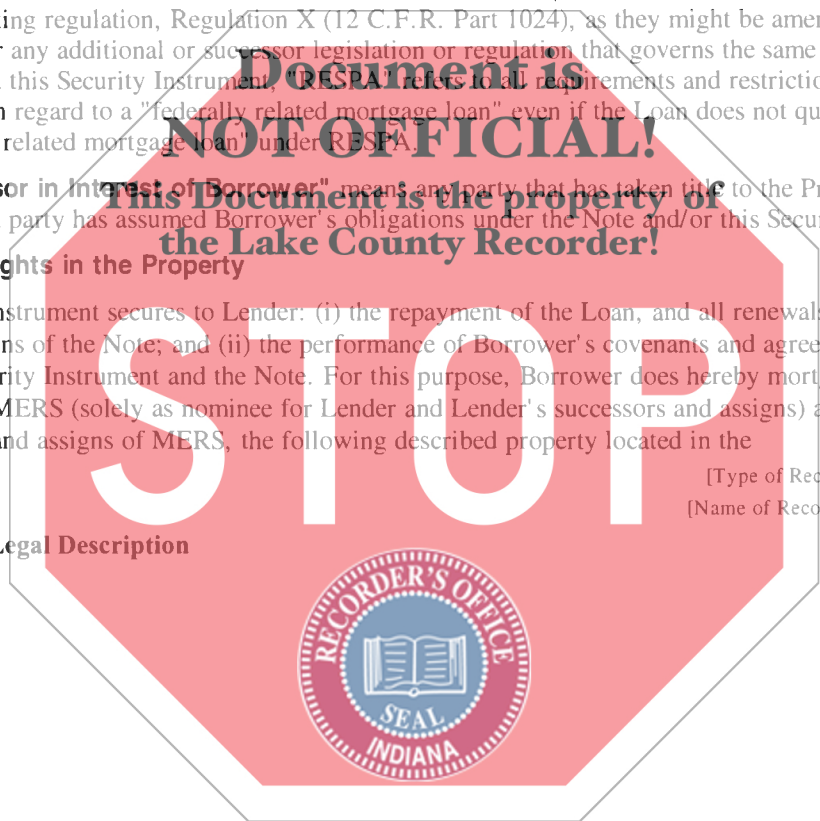 ing regulation, Regulation X (12 C.F.R. Part 1024), as they might be amen
any additional or successor legislation or regulation that governs the same
Document is
this Security Instrument, "RESPA" refers to all requirements and restrictio
regard to a "federally related mortgage loan" even if the Loan does not qu
NOT OFFICIAL!
related mortgage loan" under RESPA.
or in Interest of Borrower" means any party that has taken title to the Pr
This Document is the property of
party has assumed Borrower's obligations under the Note and/or this Secur
the Lake County Recorder!
ghts in the Property
nstrument secures to Lender: (i) the repayment of the Loan, and all renewals
ns of the Note; and (ii) the performance of Borrower's covenants and agree
rity Instrument and the Note. For this purpose, Borrower does hereby mort
MERS (solely as nominee for Lender and Lender's successors and assigns) a
nd assigns of MERS, the following described property located in the
STOP
[Type of Rec
[Name of Reco
Legal Description
RECORDER'S OFFICE
SEAL
INDIANA